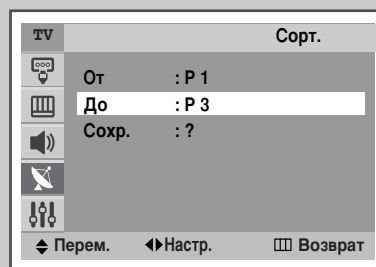 TV Сорт.
От : P 1
До : P 3
Сохр. : ?
Перем. Настр. Возврат